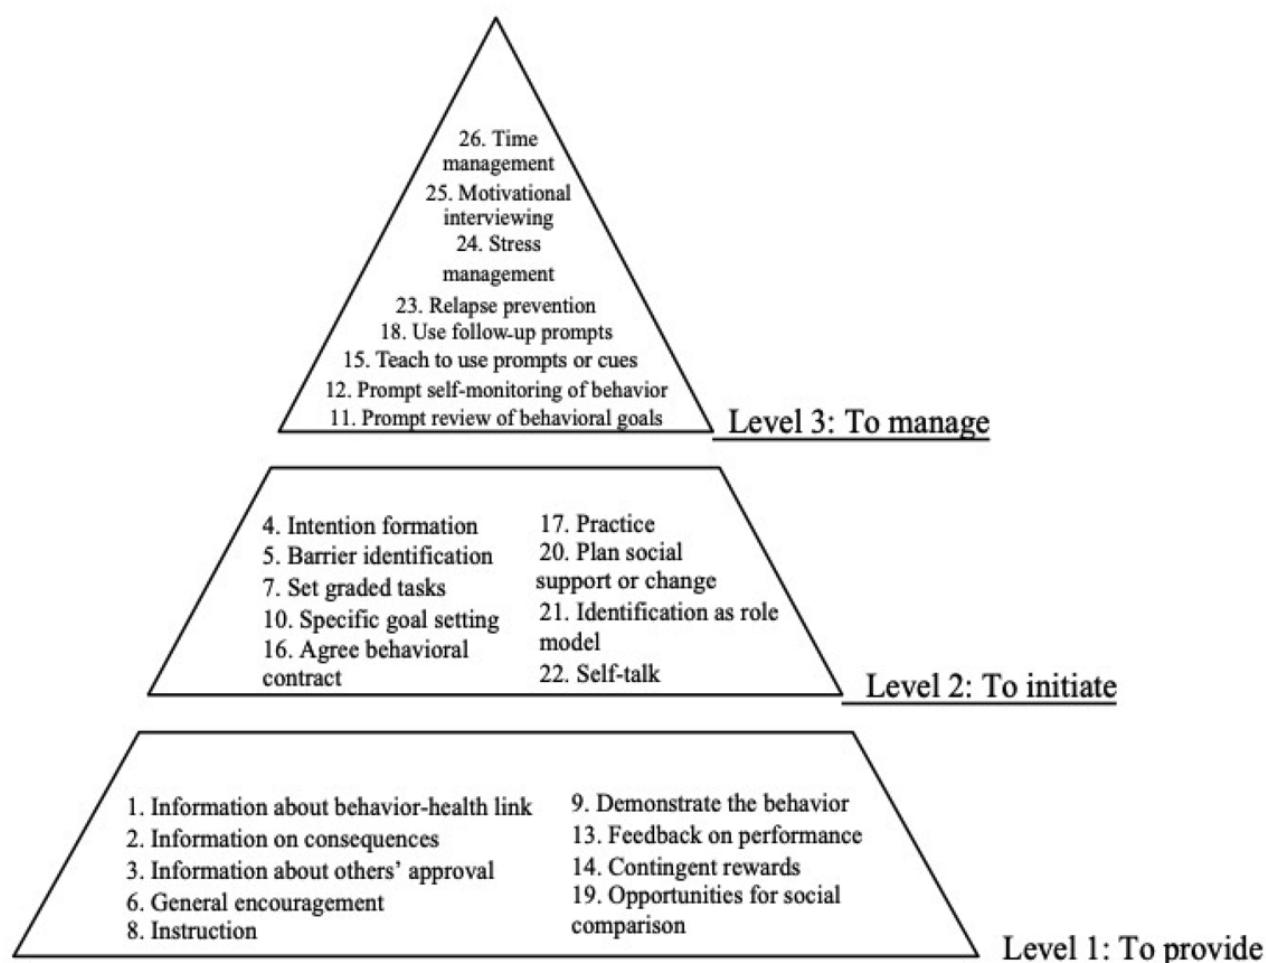 26. Time
management
25. Motivational
interviewing
24. Stress
management
23. Relapse prevention
18. Use follow-up prompts
15. Teach to use prompts or cues
12. Prompt self-monitoring of behavior
11. Prompt review of behavioral goals
Level 3: To manage
4. Intention formation
5. Barrier identification
7. Set graded tasks
10. Specific goal setting
16. Agree behavioral
contract
17. Practice
20. Plan social
support or change
21. Identification as role
model
22. Self-talk
Level 2: To initiate
1. Information about behavior-health link
2. Information on consequences
3. Information about others’ approval
6. General encouragement
8. Instruction
9. Demonstrate the behavior
13. Feedback on performance
14. Contingent rewards
19. Opportunities for social
comparison
Level 1: To provide